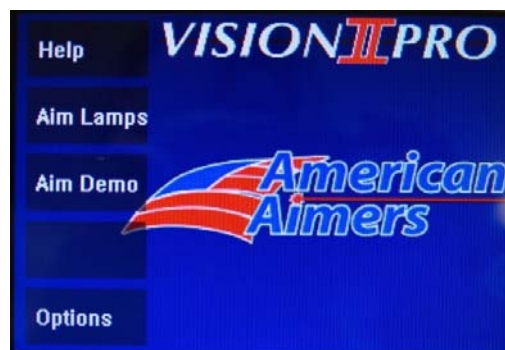 VISION II PRO
Help
Aim Lamps
Aim Demo
American
Aimers
Options